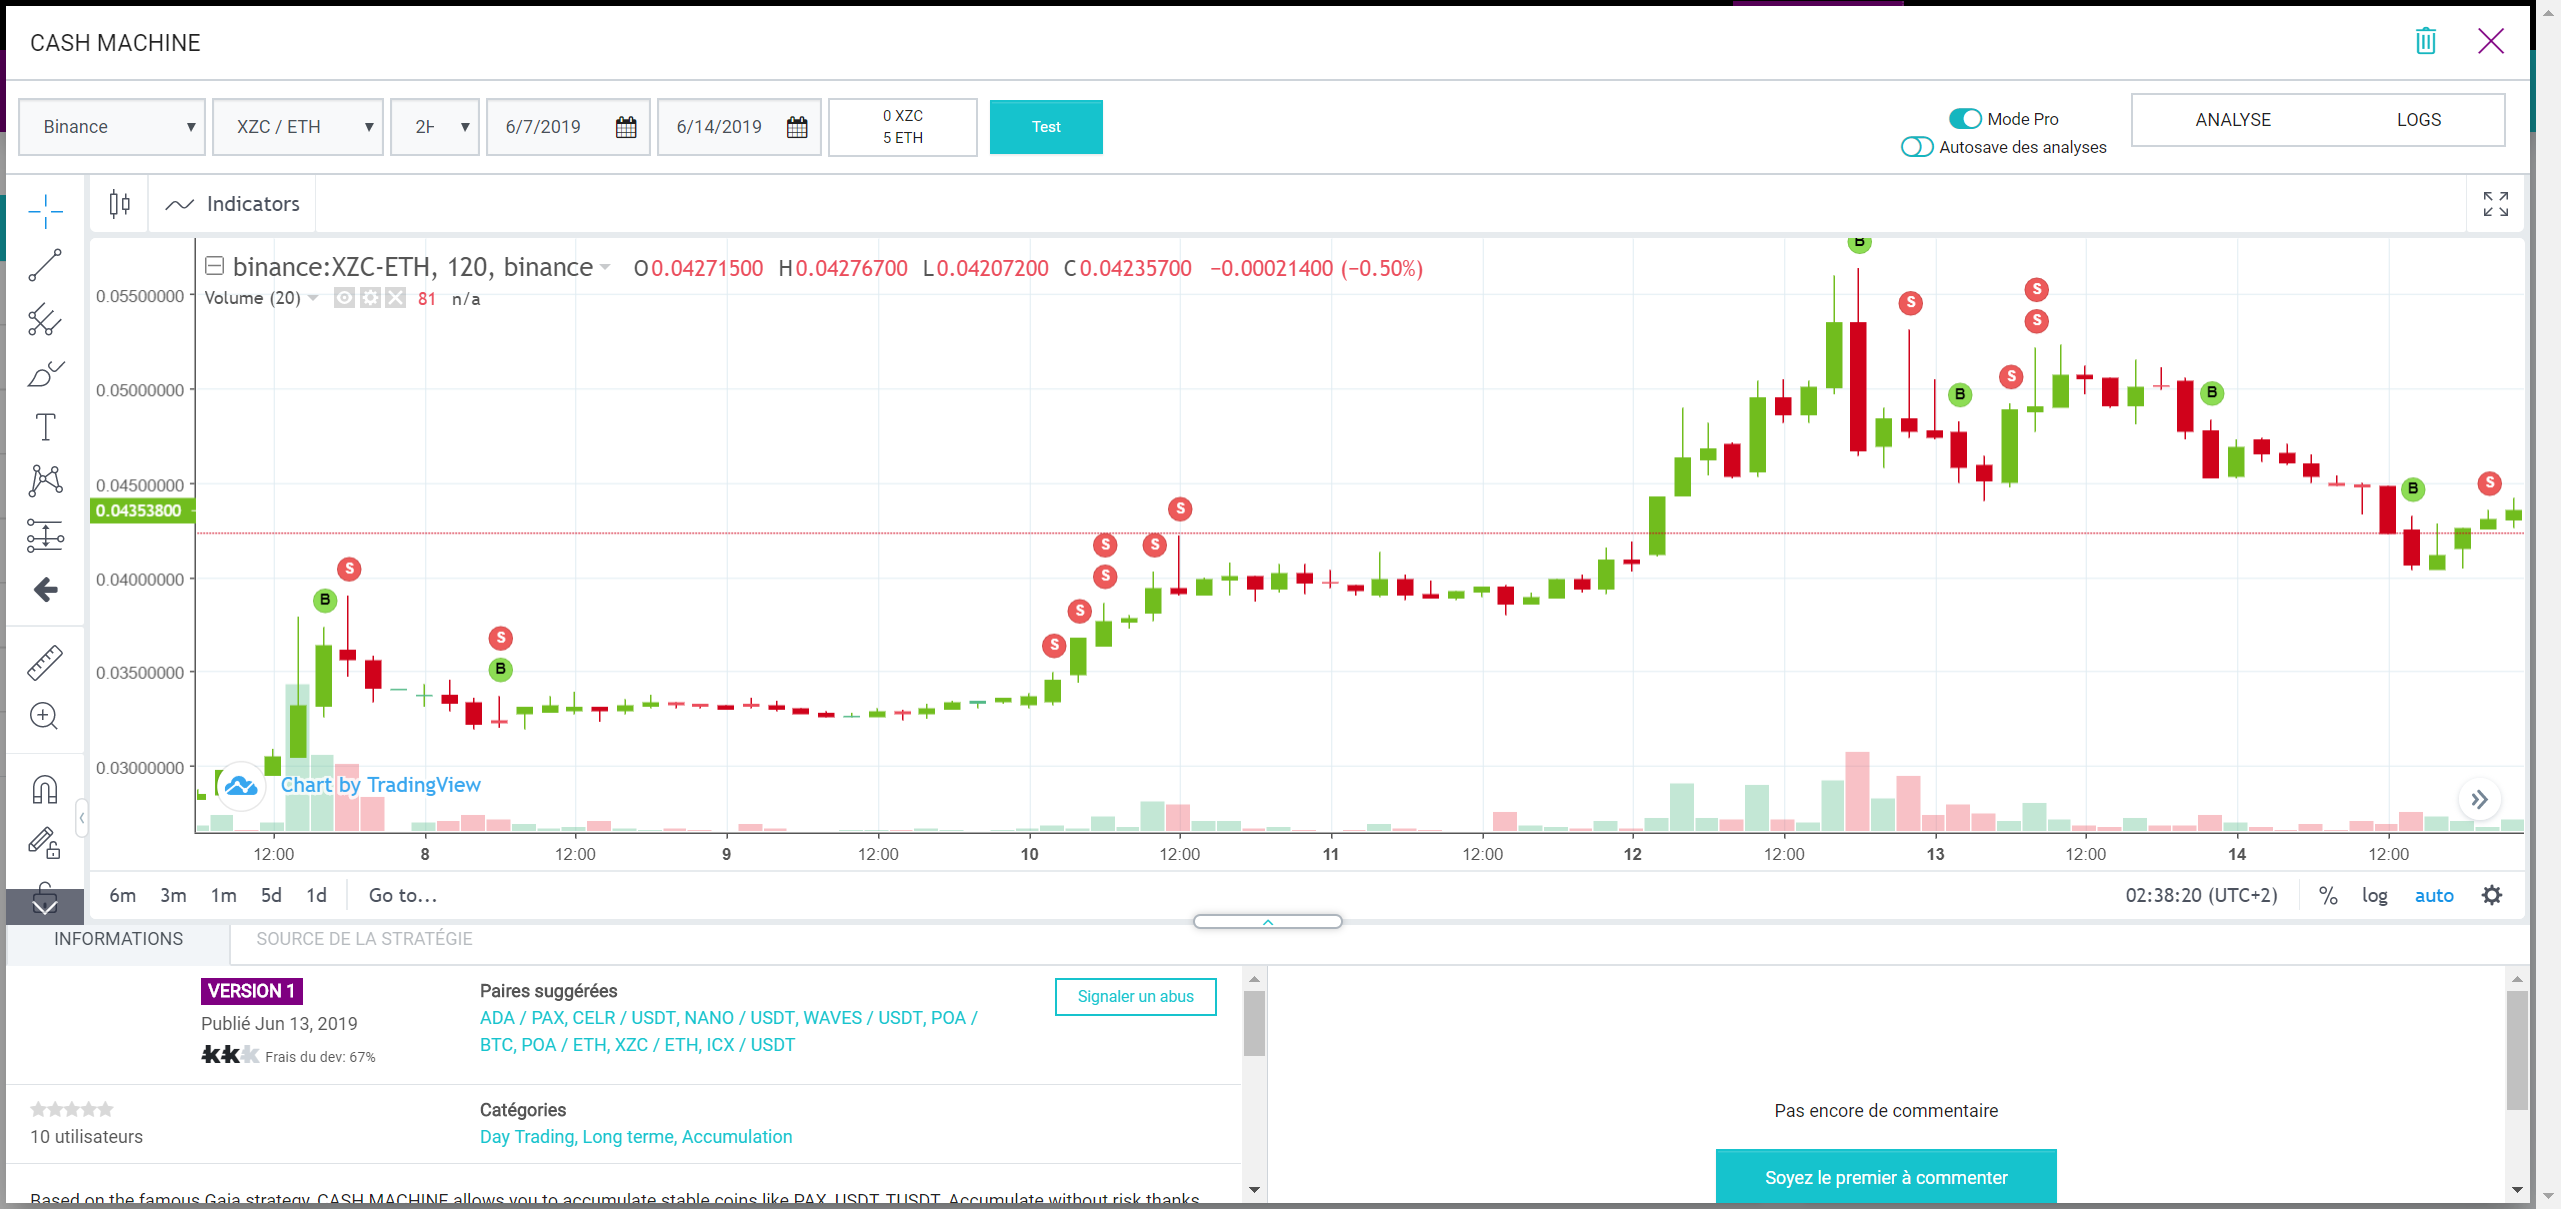 CASH MACHINE
Binance
XZC / ETH
6/7/2019
6/14/2019
0 XZC
5 ETH
Test
Mode Pro
Autosave des analyses
ANALYSE
LOGS
Indicators
binance:XZC-ETH, 120, binance
O0.04271500 H0.04276700 L0.04207200 C0.04235700 −0.00021400 (−0.50%)
Volume (20) 81 n/a
0.05500000
0.05000000
0.04500000
0.04353800
0.04000000
0.03500000
0.03000000
B
S
S
B
S
S
S
S
S
S
B
S
B
S
S
S
B
B
S
Chart by TradingView
12:00 8 12:00 9 12:00 10 12:00 11 12:00 12 12:00 13 12:00 14 12:00
6m 3m 1m 5d 1d Go to...
02:38:20 (UTC+2) % log auto
INFORMATIONS
SOURCE DE LA STRATÉGIE
VERSION 1
Publié Jun 13, 2019
Frais du dev: 67%
Paires suggérées
ADA / PAX, CELR / USDT, NANO / USDT, WAVES / USDT, POA /
BTC, POA / ETH, XZC / ETH, ICX / USDT
Signaler un abus
10 utilisateurs
Catégories
Day Trading, Long terme, Accumulation
Based on the famous Gaia strategy, CASH MACHINE allows you to accumulate stable coins like PAX, USDT, TUSDT. Accumulate without risk thanks
Pas encore de commentaire
Soyez le premier à commenter